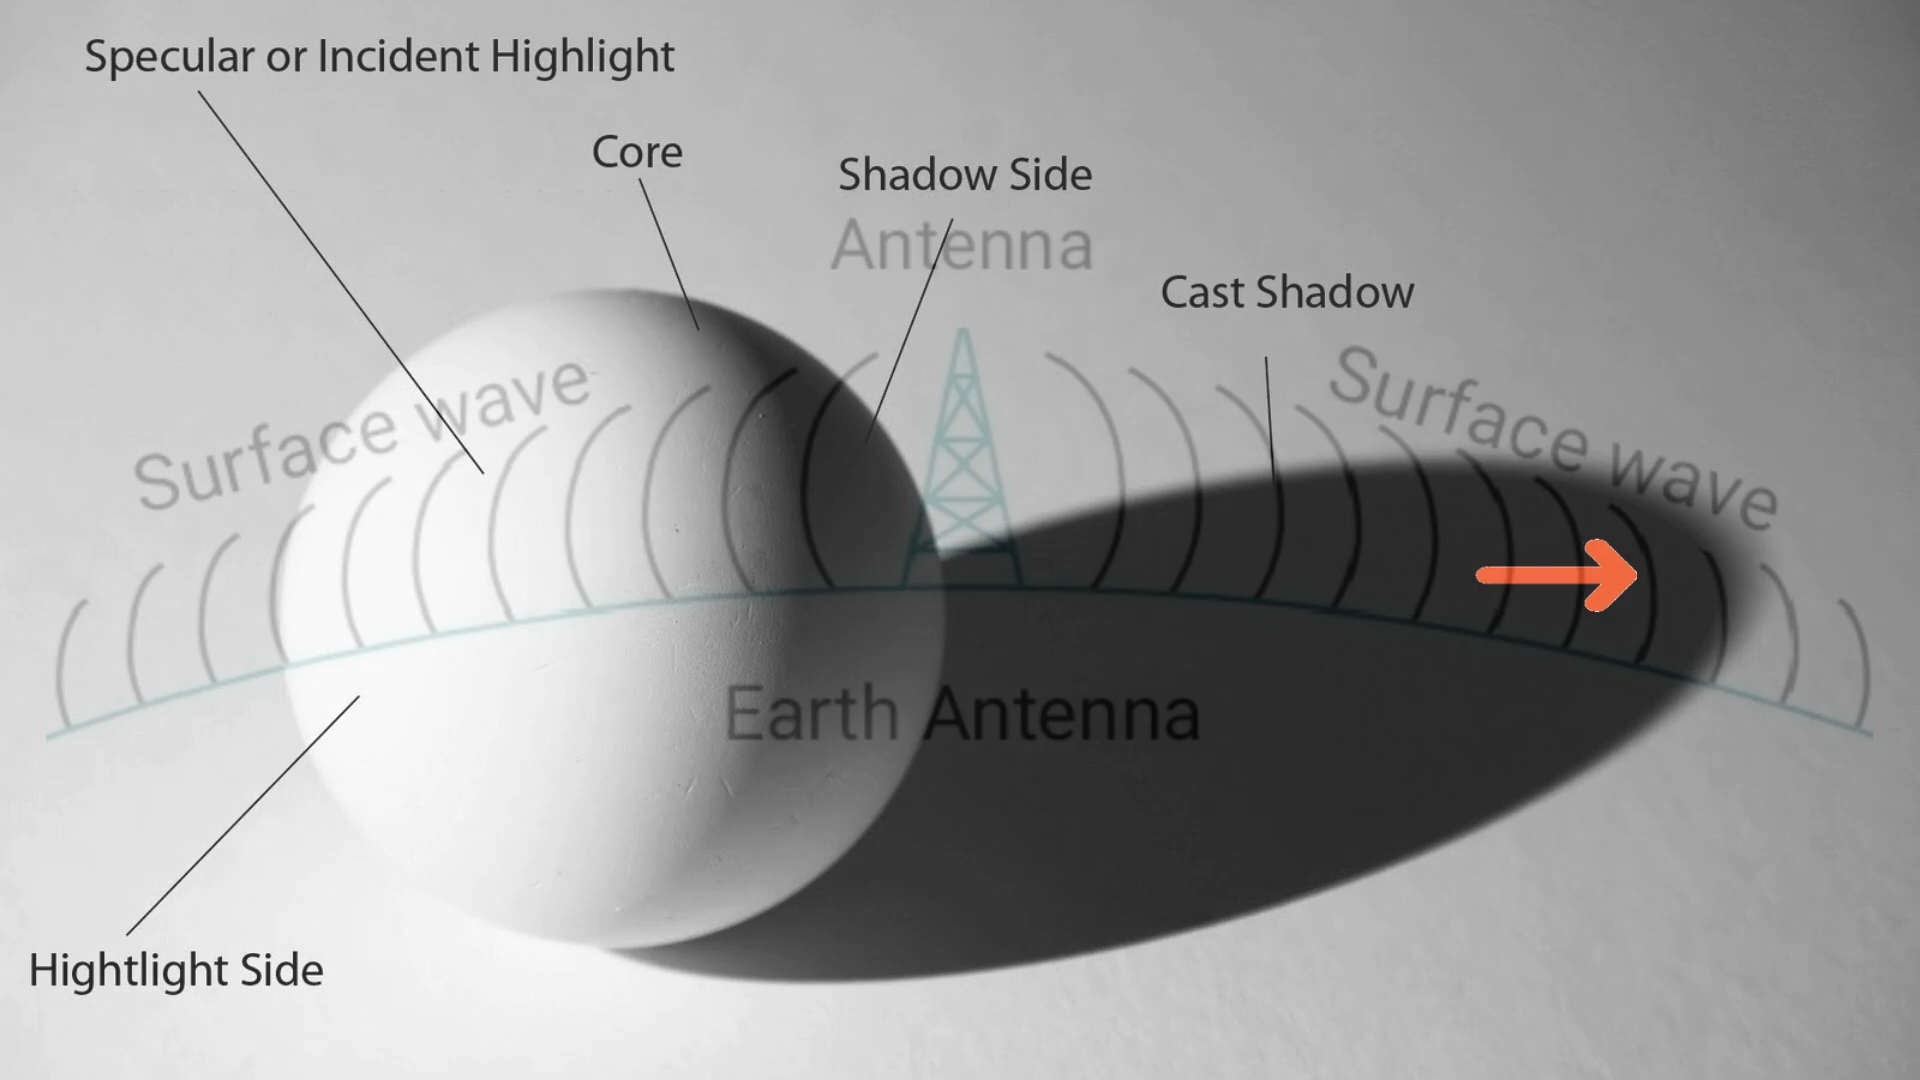 Specular or Incident Highlight
Core
Shadow Side
Antenna
Cast Shadow
Surface wave
Surface wave
Earth Antenna
Hightlight Side